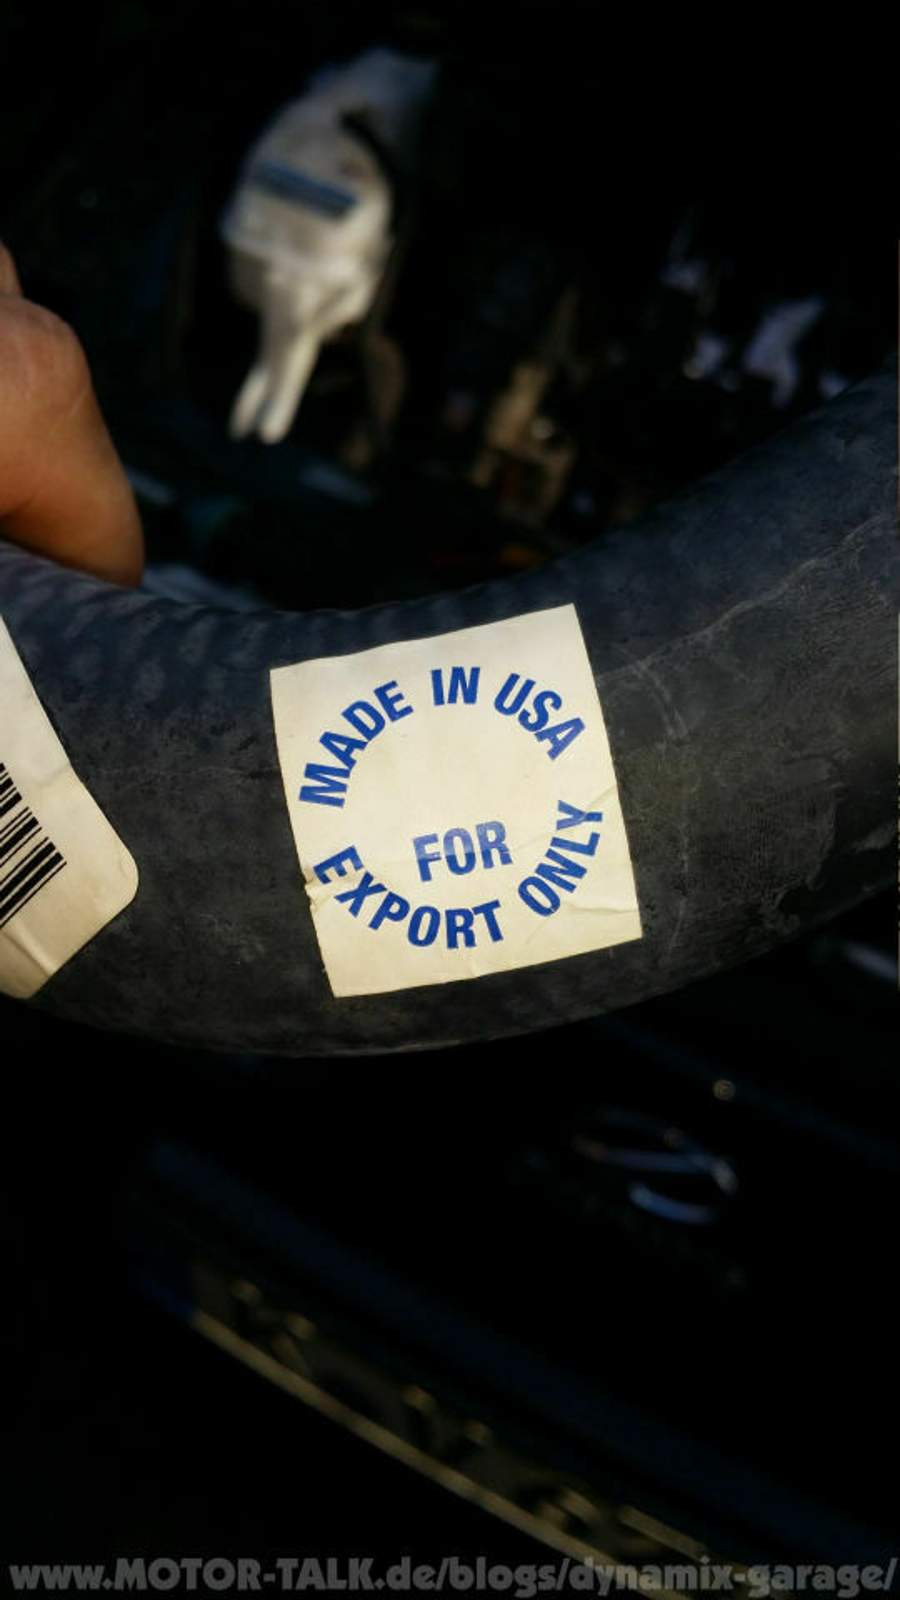 MADE IN USA
FOR
EXPORT ONLY
www.MOTOR-TALK.de/blogs/dynamix-garage/